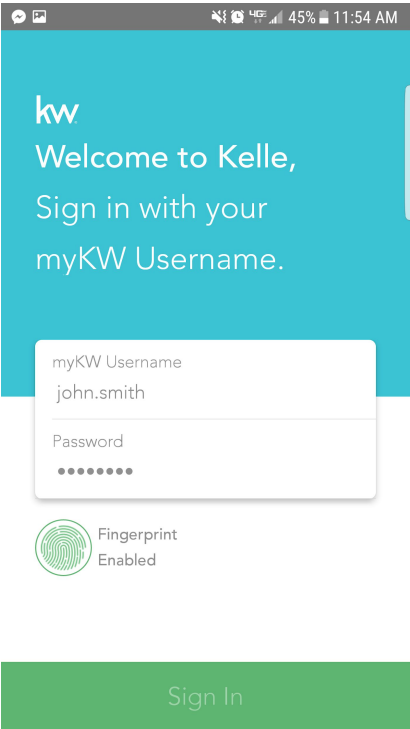 4GE 45% 11:54 AM
kw
Welcome to Kelle,
Sign in with your
myKW Username.
myKW Username
john.smith
Password
Fingerprint
Enabled
Sign In